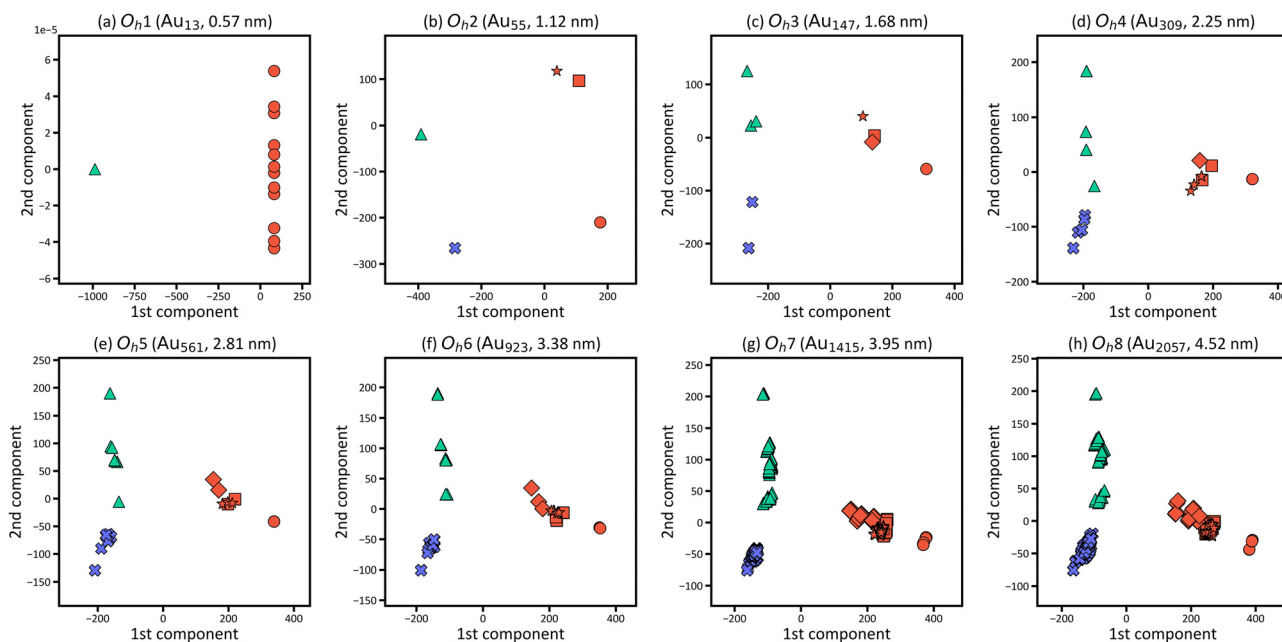 (a) Oh1 (Au13, 0.57 nm)
1e−5
6
4
2
0
−2
−4
−6
2nd component
−1000 −750 −500 −250 0 250
1st component
(b) Oh2 (Au55, 1.12 nm)
100
0
−100
−200
−300
2nd component
−400 −200 0 200
1st component
(c) Oh3 (Au147, 1.68 nm)
100
0
−100
−200
2nd component
−400 −200 0 200 400
1st component
(d) Oh4 (Au309, 2.25 nm)
200
100
0
−100
−200
2nd component
−200 0 200 400
1st component
(e) Oh5 (Au561, 2.81 nm)
250
200
150
100
50
0
−50
−100
−150
2nd component
−200 0 200 400
1st component
(f) Oh6 (Au923, 3.38 nm)
250
200
150
100
50
0
−50
−100
−150
2nd component
−200 0 200 400
1st component
(g) Oh7 (Au1415, 3.95 nm)
250
200
150
100
50
0
−50
−100
2nd component
−200 0 200 400
1st component
(h) Oh8 (Au2057, 4.52 nm)
250
200
150
100
50
0
−50
−100
2nd component
−200 0 200 400
1st component